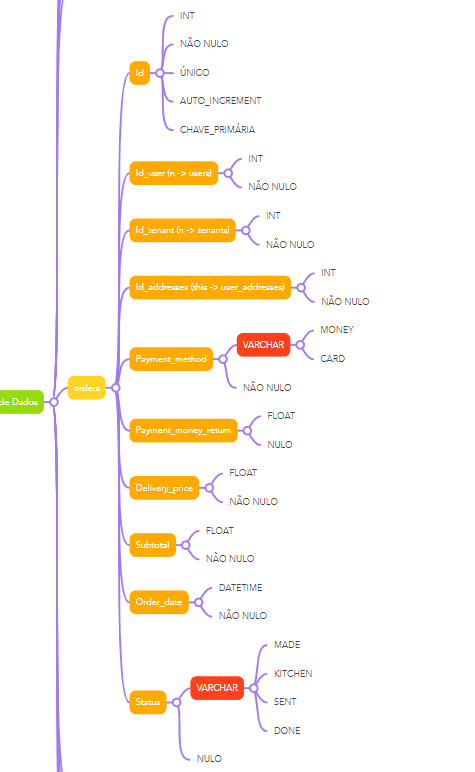 de Dados
orders
Id
INT
NÃO NULO
ÚNICO
AUTO_INCREMENT
CHAVE_PRIMÁRIA
Id_user (n -> users)
INT
NÃO NULO
Id_tenant (n -> tenants)
INT
NÃO NULO
Id_addresses (this -> user_addresses)
INT
NÃO NULO
Payment_method
VARCHAR
MONEY
CARD
NÃO NULO
Payment_money_return
FLOAT
NULO
Delivery_price
FLOAT
NÃO NULO
Subtotal
FLOAT
NÃO NULO
Order_date
DATETIME
NÃO NULO
Status
VARCHAR
MADE
KITCHEN
SENT
DONE
NULO